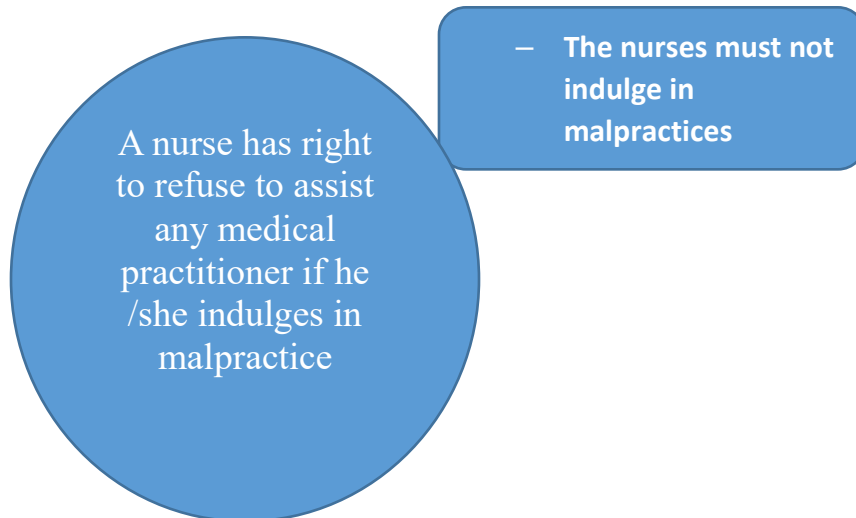 – The nurses must not
indulge in
malpractices
A nurse has right
to refuse to assist
any medical
practitioner if he
/she indulges in
malpractice